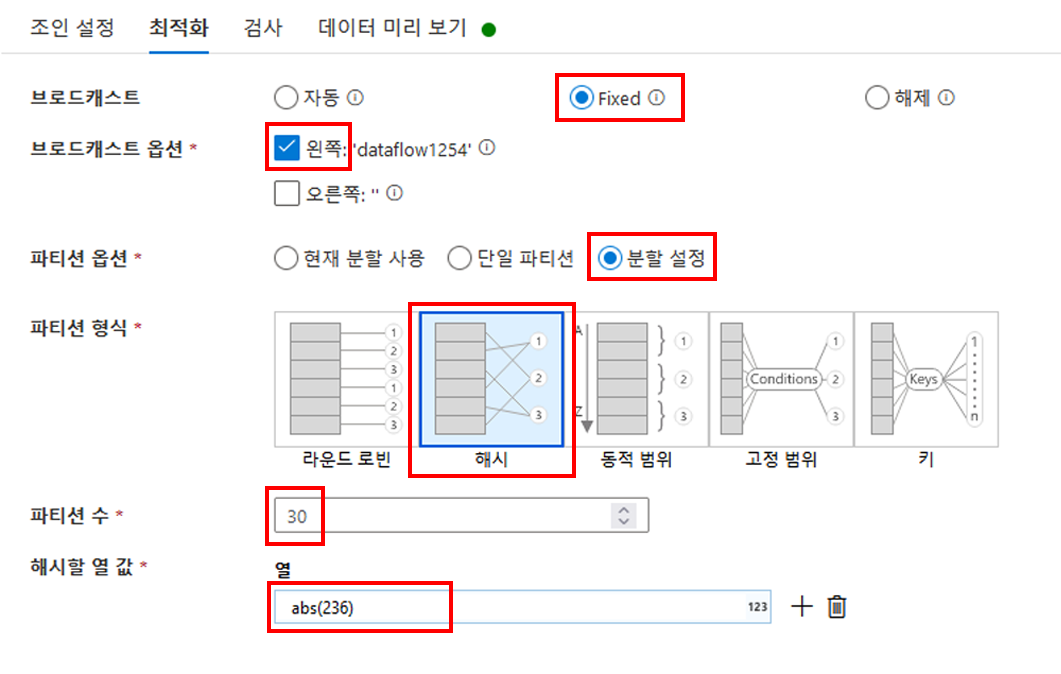 조인 설정 최적화 검사 데이터 미리 보기
브로드캐스트 자동 Fixed 해제
브로드캐스트 옵션 * 왼쪽: 'dataflow1254'
오른쪽: ''
파티션 옵션 * 현재 분할 사용 단일 파티션 분할 설정
파티션 형식 *
1 2 3 1 2 3
1 2 3
A Z 1 2 3
Conditions 1 2 3
Keys 1 n
라운드 로빈 해시 동적 범위 고정 범위 키
파티션 수 * 30
해시할 열 값 * 열
abs(236) 123